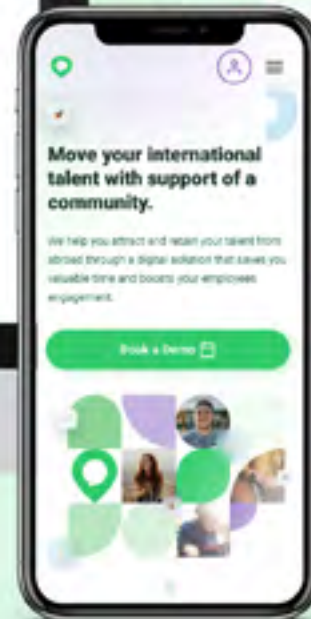 Move your international
talent with support of a
community.
We help you attract and retain your talent from
abroad through a digital solution that saves you
valuable time and boosts your employees
engagement.
Book a Demo